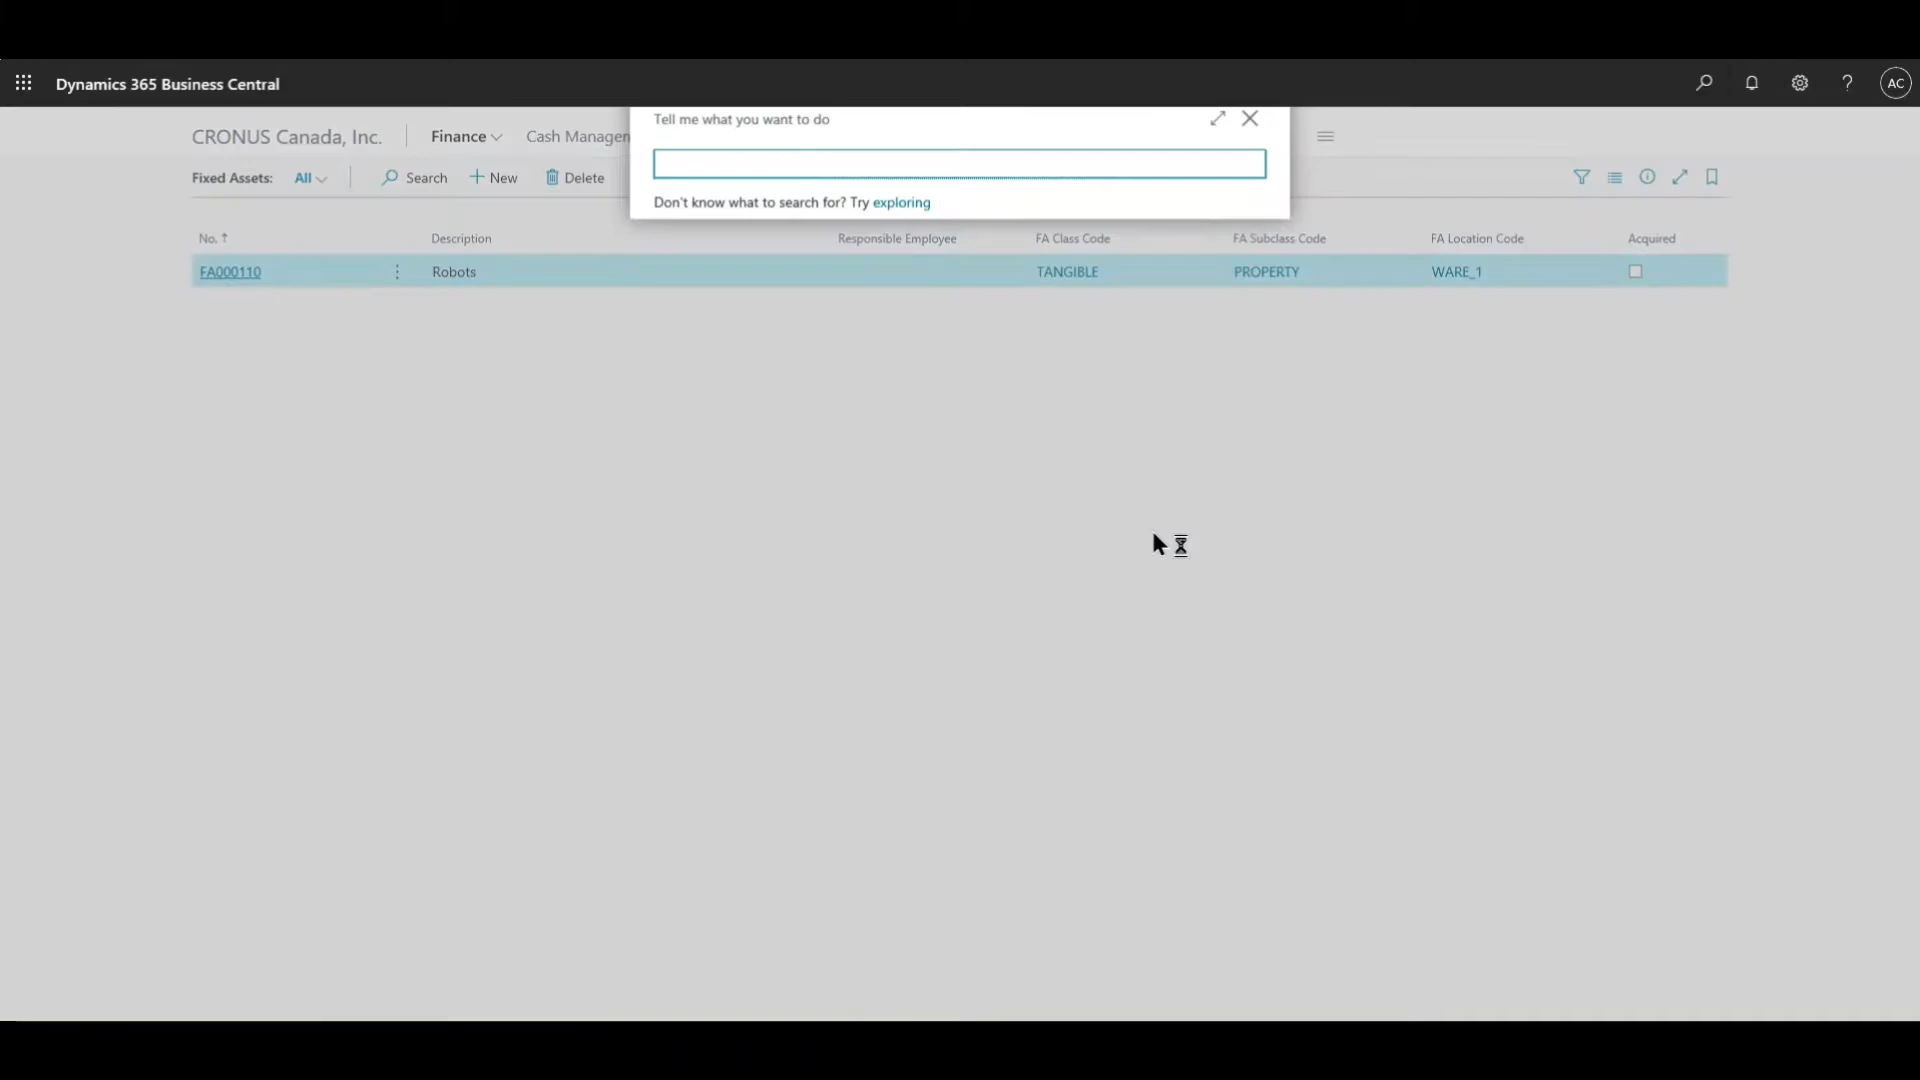 Dynamics 365 Business Central
AC
Tell me what you want to do
CRONUS Canada, Inc.
Finance
Cash Managen
Fixed Assets:
All
Search
New
Delete
Don't know what to search for? Try exploring
No. ↑
Description
Responsible Employee
FA Class Code
FA Subclass Code
FA Location Code
Acquired
FA000110
Robots
TANGIBLE
PROPERTY
WARE_1